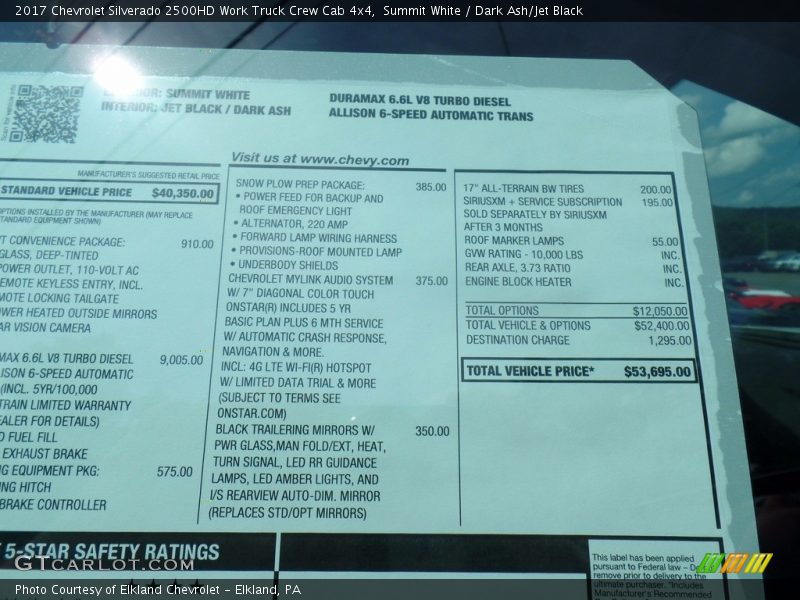 2017 Chevrolet Silverado 2500HD Work Truck Crew Cab 4x4,  Summit White / Dark Ash/Jet Black
SUMMIT WHITE
INTERIOR: JET BLACK / DARK ASH
DURAMAX 6.6L V8 TURBO DIESEL
ALLISON 6-SPEED AUTOMATIC TRANS
Visit us at www.chevy.com
MANUFACTURER'S SUGGESTED RETAIL PRICE
STANDARD VEHICLE PRICE $40,350.00
INSTALLED BY THE MANUFACTURER (MAY REPLACE
STANDARD EQUIPMENT SHOWN)
CONVENIENCE PACKAGE: 910.00
GLASS, DEEP-TINTED
POWER OUTLET, 110-VOLT AC
KEYLESS ENTRY, INCL.
LOCKING TAILGATE
HEATED OUTSIDE MIRRORS
VISION CAMERA
6.6L V8 TURBO DIESEL 9,005.00
6-SPEED AUTOMATIC
(INCL. 5YR/100,000
LIMITED WARRANTY
FOR DETAILS)
FUEL FILL
EXHAUST BRAKE
EQUIPMENT PKG: 575.00
HITCH
BRAKE CONTROLLER
SNOW PLOW PREP PACKAGE: 385.00
• POWER FEED FOR BACKUP AND
ROOF EMERGENCY LIGHT
• ALTERNATOR, 220 AMP
• FORWARD LAMP WIRING HARNESS
• PROVISIONS-ROOF MOUNTED LAMP
• UNDERBODY SHIELDS
CHEVROLET MYLINK AUDIO SYSTEM 375.00
W/ 7" DIAGONAL COLOR TOUCH
ONSTAR(R) INCLUDES 5 YR
BASIC PLAN PLUS 6 MTH SERVICE
W/ AUTOMATIC CRASH RESPONSE,
NAVIGATION & MORE.
INCL: 4G LTE WI-FI(R) HOTSPOT
W/ LIMITED DATA TRIAL & MORE
(SUBJECT TO TERMS SEE
ONSTAR.COM)
BLACK TRAILERING MIRRORS W/ 350.00
PWR GLASS,MAN FOLD/EXT, HEAT,
TURN SIGNAL, LED RR GUIDANCE
LAMPS, LED AMBER LIGHTS, AND
I/S REARVIEW AUTO-DIM. MIRROR
(REPLACES STD/OPT MIRRORS)
17" ALL-TERRAIN BW TIRES 200.00
SIRIUSXM + SERVICE SUBSCRIPTION 195.00
SOLD SEPARATELY BY SIRIUSXM
AFTER 3 MONTHS
ROOF MARKER LAMPS 55.00
GVW RATING - 10,000 LBS INC.
REAR AXLE, 3.73 RATIO INC.
ENGINE BLOCK HEATER INC.
TOTAL OPTIONS $12,050.00
TOTAL VEHICLE & OPTIONS $52,400.00
DESTINATION CHARGE 1,295.00
TOTAL VEHICLE PRICE* $53,695.00
5-STAR SAFETY RATINGS
This label has been applied
pursuant to Federal law – Do
remove prior to delivery to the
ultimate purchaser. *Includes
Manufacturer's Recommended
GTCARLOT.COM
Photo Courtesy of Elkland Chevrolet - Elkland, PA